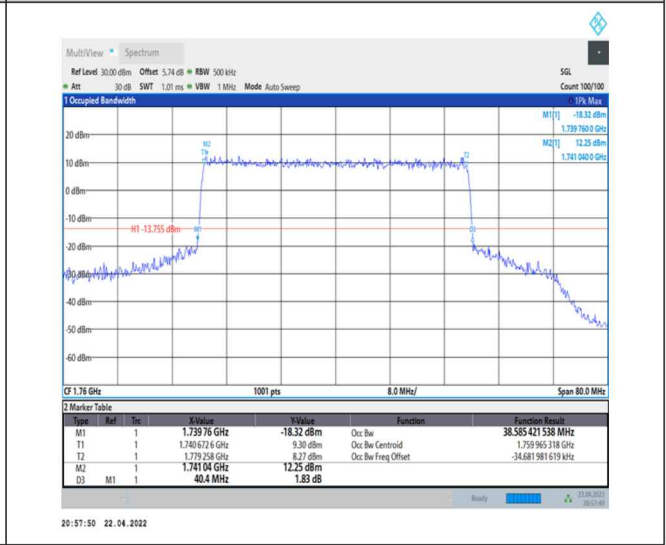 MultiView Spectrum
Ref Level 30.00 dBm Offset 5.74 dB RBW 500 kHz SGL
Att 30 dB SWT 1.01 ms VBW 1 MHz Mode Auto Sweep Count 100/100
1 Occupied Bandwidth 1Pk Max
M1[1] -18.32 dBm
1.739 760 0 GHz
M2[1] 12.25 dBm
1.741 040 0 GHz
20 dBm
M2
T1
T2
10 dBm
0 dBm
-10 dBm
H1 -13.755 dBm
M1
D3
-20 dBm
-30 dBm
-40 dBm
-50 dBm
-60 dBm
CF 1.76 GHz 1001 pts 8.0 MHz/ Span 80.0 MHz
2 Marker Table
Type Ref Trc X-Value Y-Value Function Function Result
M1 1 1.739 76 GHz -18.32 dBm Occ Bw 38.585 421 538 MHz
T1 1 1.740 672 6 GHz 9.30 dBm Occ Bw Centroid 1.759 965 318 GHz
T2 1 1.779 258 GHz 8.27 dBm Occ Bw Freq Offset -34.681 981 619 kHz
M2 1 1.741 04 GHz 12.25 dBm
D3 M1 1 40.4 MHz 1.83 dB
Ready 22.04.2022
20:57:49
20:57:50 22.04.2022